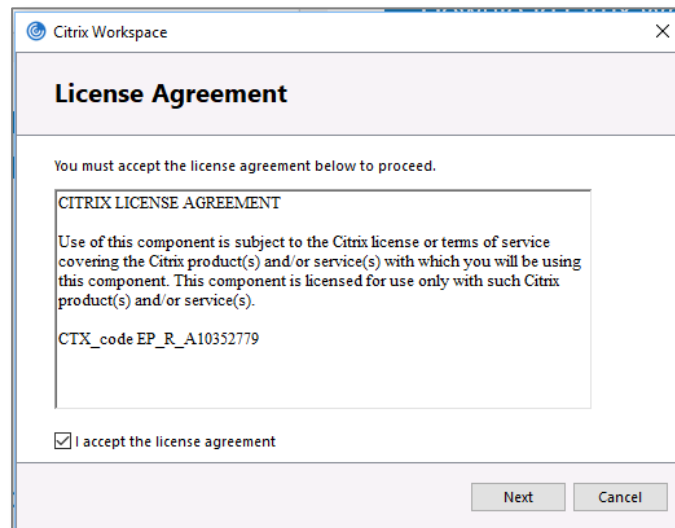 Citrix Workspace
License Agreement
You must accept the license agreement below to proceed.
CITRIX LICENSE AGREEMENT
Use of this component is subject to the Citrix license or terms of service
covering the Citrix product(s) and/or service(s) with which you will be using
this component. This component is licensed for use only with such Citrix
product(s) and/or service(s).
CTX_code EP_R_A10352779
I accept the license agreement
Next
Cancel